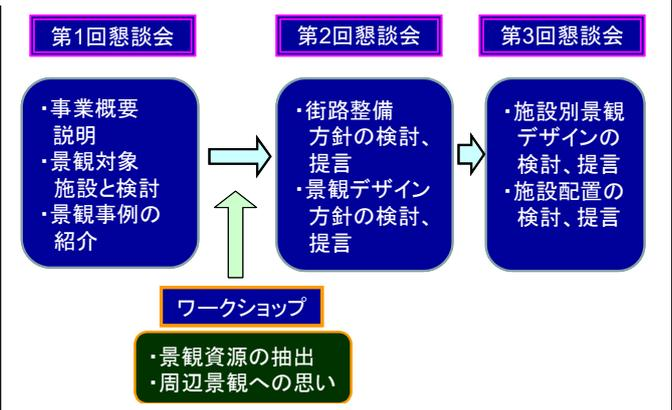 第1回懇談会
第2回懇談会
第3回懇談会
・事業概要
説明
・景観対象
施設と検討
・景観事例の
紹介
・街路整備
方針の検討、
提言
・景観デザイン
方針の検討、
提言
・施設別景観
デザインの
検討、提言
・施設配置の
検討、提言
ワークショップ
・景観資源の抽出
・周辺景観への思い